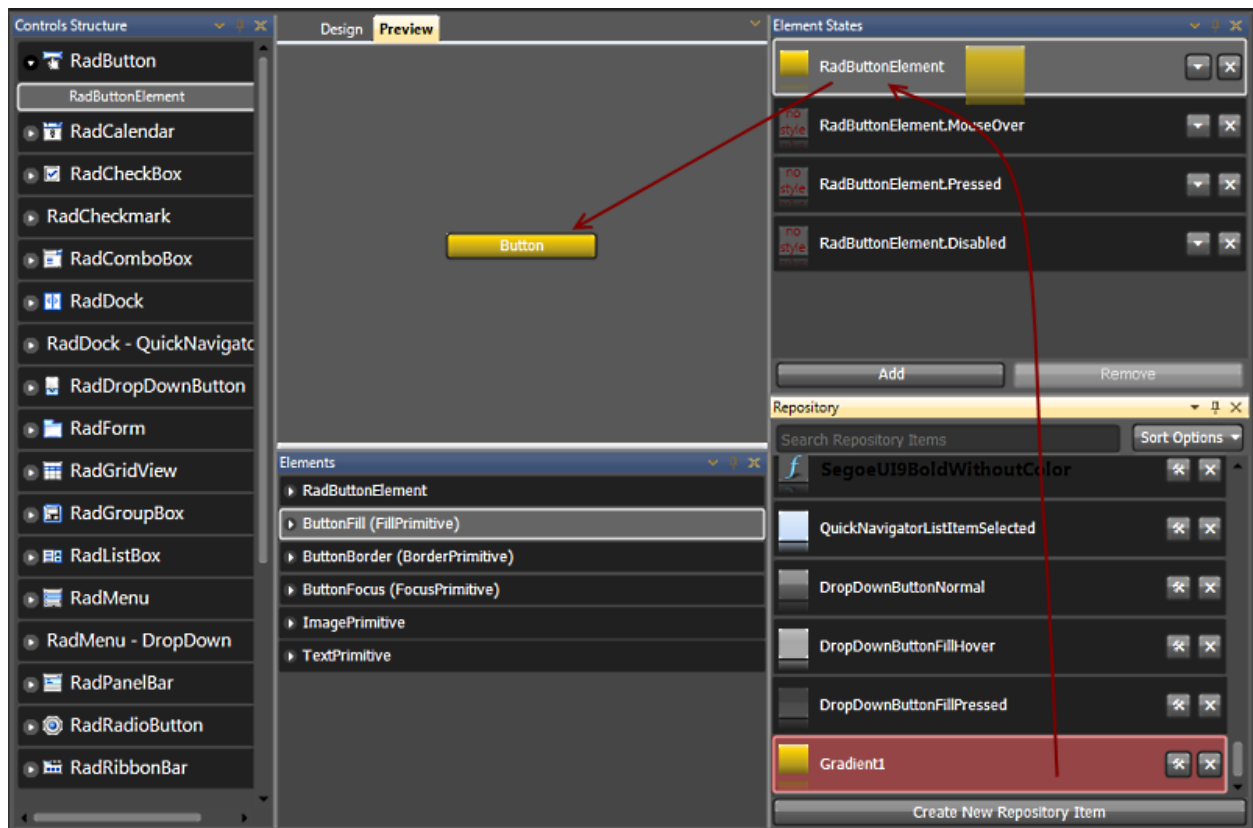 Controls Structure
RadButton
RadButtonElement
RadCalendar
RadCheckBox
RadCheckmark
RadComboBox
RadDock
RadDock - QuickNavigatc
RadDropDownButton
RadForm
RadGridView
RadGroupBox
RadListBox
RadMenu
RadMenu - DropDown
RadPanelBar
RadRadioButton
RadRibbonBar
Design Preview
Button
Elements
RadButtonElement
ButtonFill (FillPrimitive)
ButtonBorder (BorderPrimitive)
ButtonFocus (FocusPrimitive)
ImagePrimitive
TextPrimitive
Element States
RadButtonElement
no
style
RadButtonElement.MouseOver
no
style
RadButtonElement.Pressed
no
style
RadButtonElement.Disabled
Add Remove
Repository
Search Repository Items Sort Options
SegoeUI9BoldWithoutColor
QuickNavigatorListItemSelected
DropDownButtonNormal
DropDownButtonFillHover
DropDownButtonFillPressed
Gradient1
Create New Repository Item